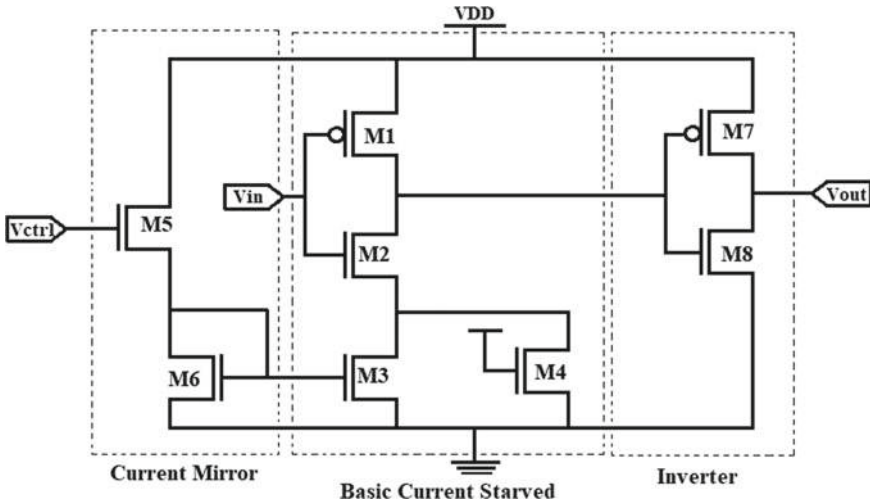 VDD
M1
M7
Vin
Vout
Vctrl
M5
M2
M8
M6
M3
M4
Current Mirror
Basic Current Starved
Inverter